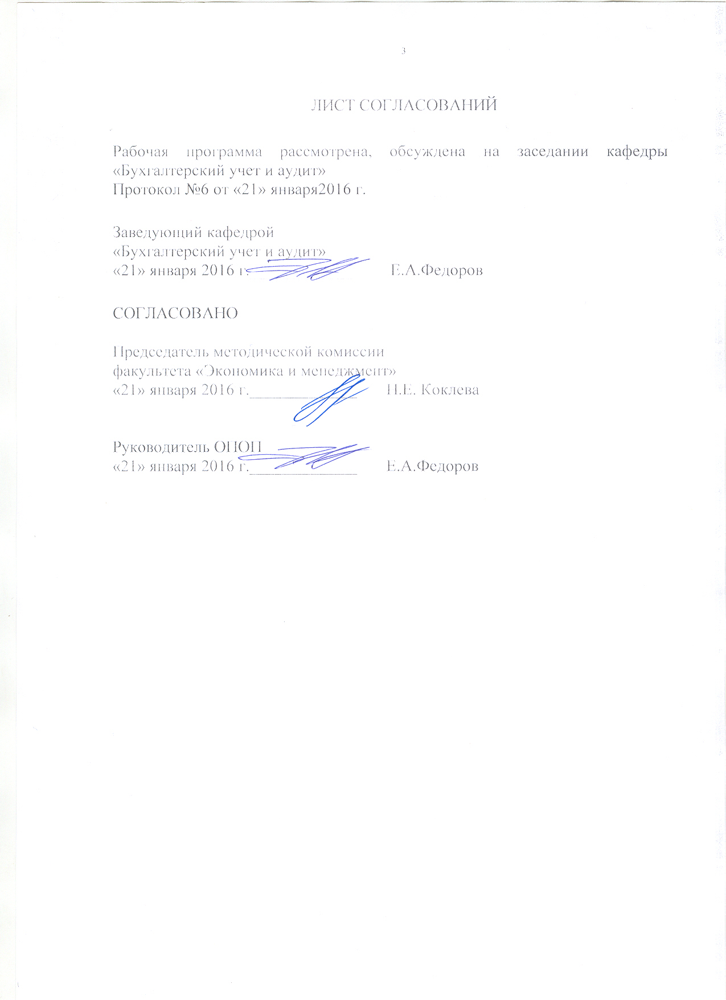 3
ЛИСТ СОГЛАСОВАНИЙ
Рабочая программа рассмотрена, обсуждена на заседании кафедры
«Бухгалтерский учет и аудит»
Протокол №6 от «21» января2016 г.
Заведующий кафедрой
«Бухгалтерский учет и аудит»
«21» января 2016 г. Е.А.Федоров
СОГЛАСОВАНО
Председатель методической комиссии
факультета «Экономика и менеджмент»
«21» января 2016 г.______________ Н.Е. Коклева
Руководитель ОПОП
«21» января 2016 г.______________ Е.А.Федоров